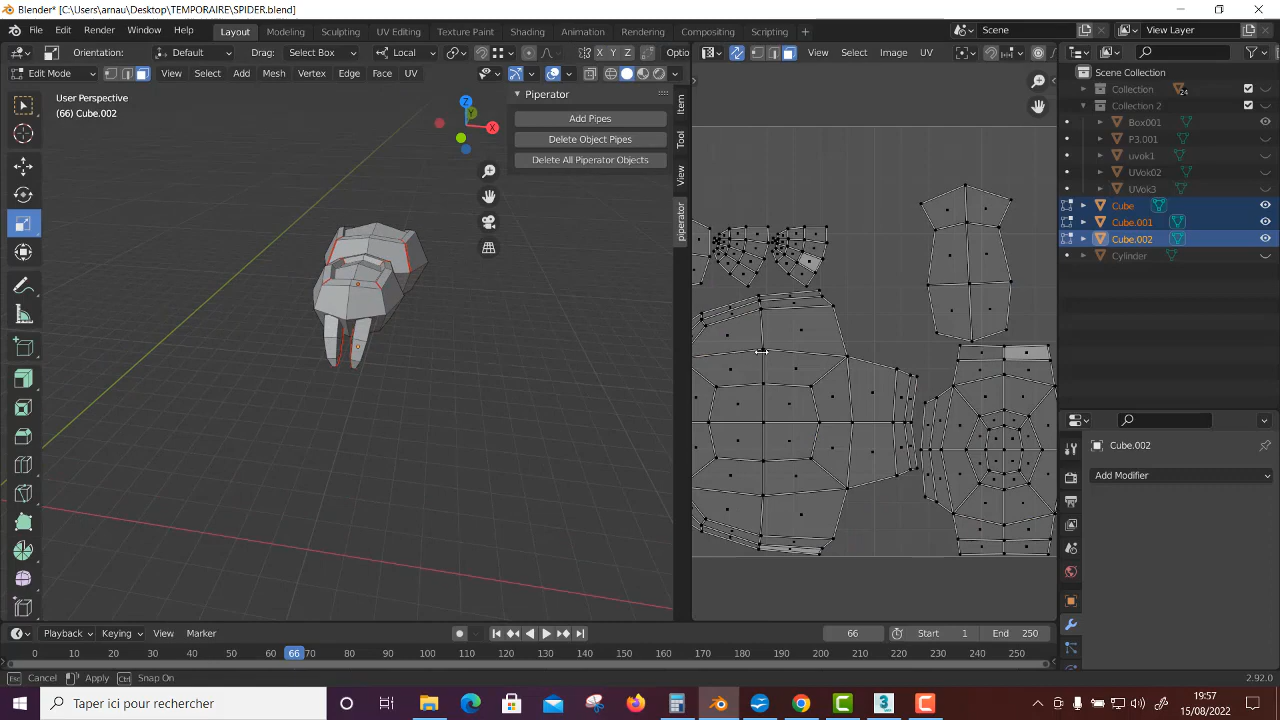 Blender* [C:\Users\arnau\Desktop\TEMPORAIRE\SPIDER.blend]
File Edit Render Window Help Layout Modeling Sculpting UV Editing Texture Paint Shading Animation Rendering Compositing Scripting + Scene View Layer
Orientation: Default Drag: Select Box Local X Y Z Optio View Select Image UV
Edit Mode View Select Add Mesh Vertex Edge Face UV
Scene Collection
User Perspective
(66) Cube.002
Piperator
Add Pipes
Delete Object Pipes
Delete All Piperator Objects
Item
Tool
View
piperator
Z
Y
X
Collection 24
Collection 2
Box001
P3.001
uvok1
UVok02
UVok3
Cube
Cube.001
Cube.002
Cylinder
Cube.002
Add Modifier
Playback Keying View Marker 66 Start 1 End 250
0 10 20 30 40 50 60 66 70 80 90 100 110 120 130 140 150 160 170 180 190 200 210 220 230 240 250
Esc Cancel Apply Ctrl Snap On 2.92.0
Taper ici pour rechercher
19:57
15/08/2022